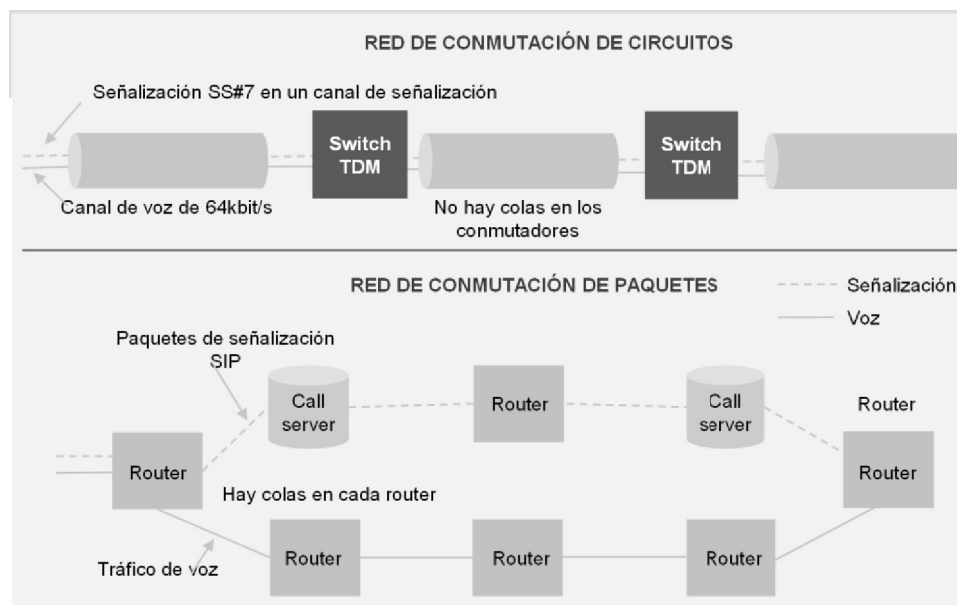 RED DE CONMUTACIÓN DE CIRCUITOS
Señalización SS#7 en un canal de señalización
Switch
TDM
Switch
TDM
Canal de voz de 64kbit/s
No hay colas en los
conmutadores
RED DE CONMUTACIÓN DE PAQUETES
Señalización
Voz
Paquetes de señalización
SIP
Call
server
Router
Call
server
Router
Router
Router
Hay colas en cada router
Router
Router
Router
Tráfico de voz